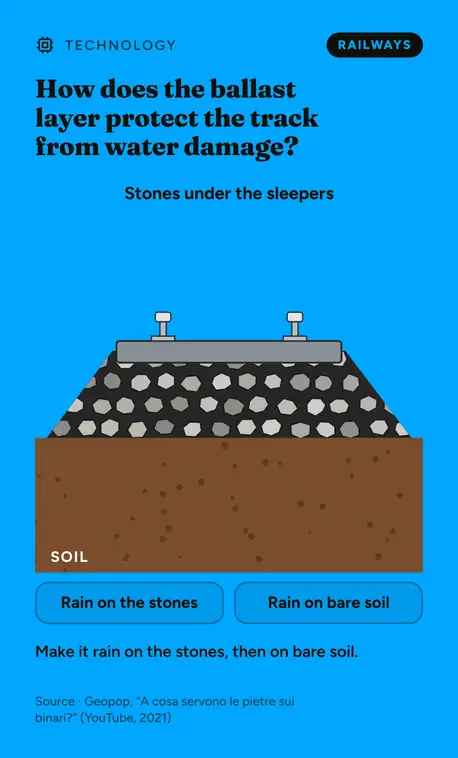 TECHNOLOGY
RAILWAYS
How does the ballast
layer protect the track
from water damage?
Stones under the sleepers
SOIL
Rain on the stones
Rain on bare soil
Make it rain on the stones, then on bare soil.
Source · Geopop, "A cosa servono le pietre sui
binari?" (YouTube, 2021)